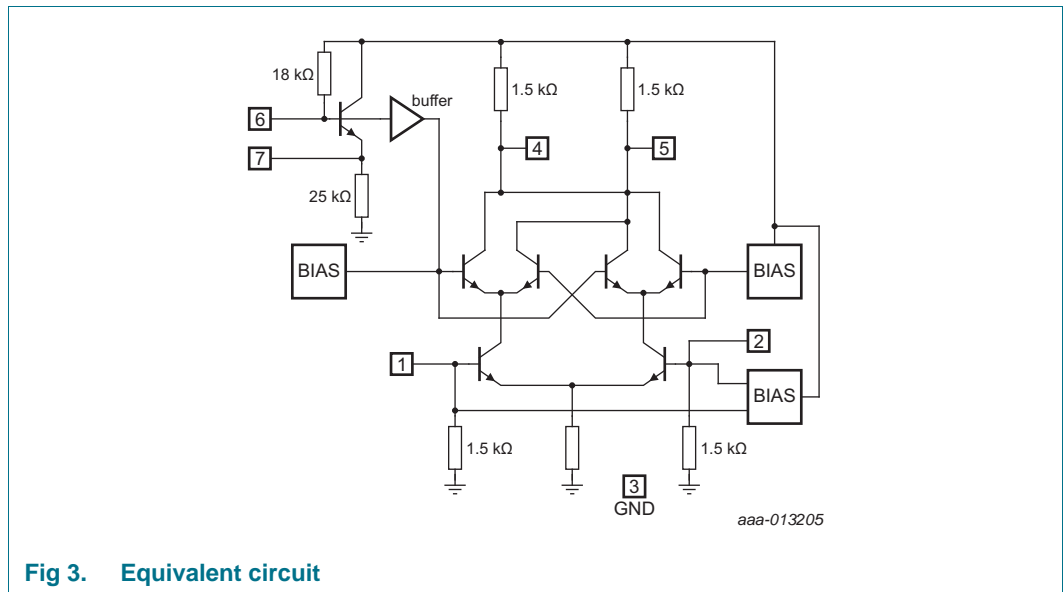 18 kΩ
1.5 kΩ
1.5 kΩ
buffer
6
4
5
7
25 kΩ
BIAS
BIAS
2
1
BIAS
1.5 kΩ
1.5 kΩ
3
GND
aaa-013205
Fig 3. Equivalent circuit